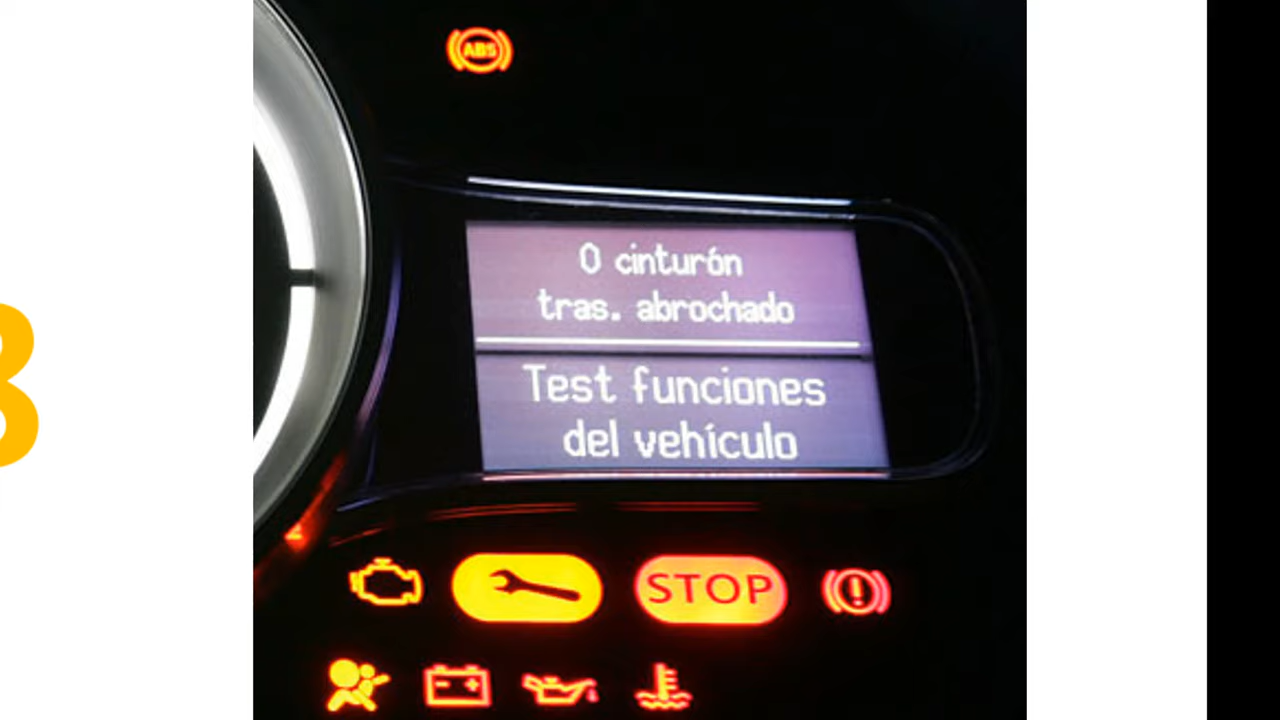 ABS
0 cinturón
tras. abrochado
Test funciones
del vehículo
STOP